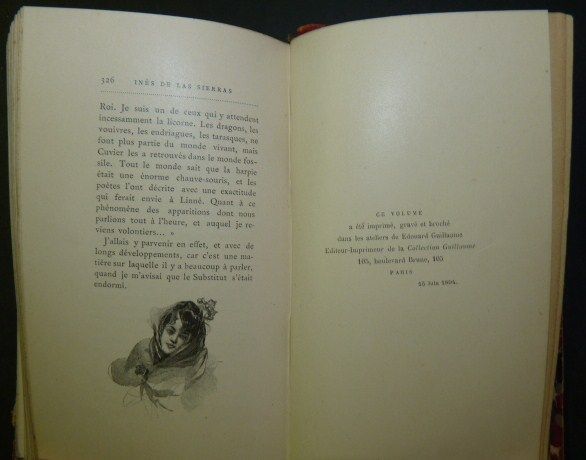 326 INÈS DE LAS SIERRAS
Roi. Je suis un de ceux qui y attendent
incessamment la licorne. Les dragons, les
vouivres, les endriagues, les tarasques, ne
font plus partie du monde vivant, mais
Cuvier les a retrouvés dans le monde fos-
sile. Tout le monde sait que la harpie
était une énorme chauve-souris, et les
poètes l'ont décrite avec une exactitude
qui ferait envie à Linné. Quant à ce
phénomène des apparitions dont nous
parlions tout à l'heure, et auquel je re-
viens volontiers... »
J'allais y parvenir en effet, et avec de
longs développements, car c'est une ma-
tière sur laquelle il y a beaucoup à parler,
quand je m'avisai que le Substitut s'était
endormi.
CE VOLUME
a été imprimé, gravé et broché
dans les ateliers de Edouard Guillaume
Editeur-Imprimeur de la Collection Guillaume
105, boulevard Brune, 105
PARIS
25 Juin 1894.